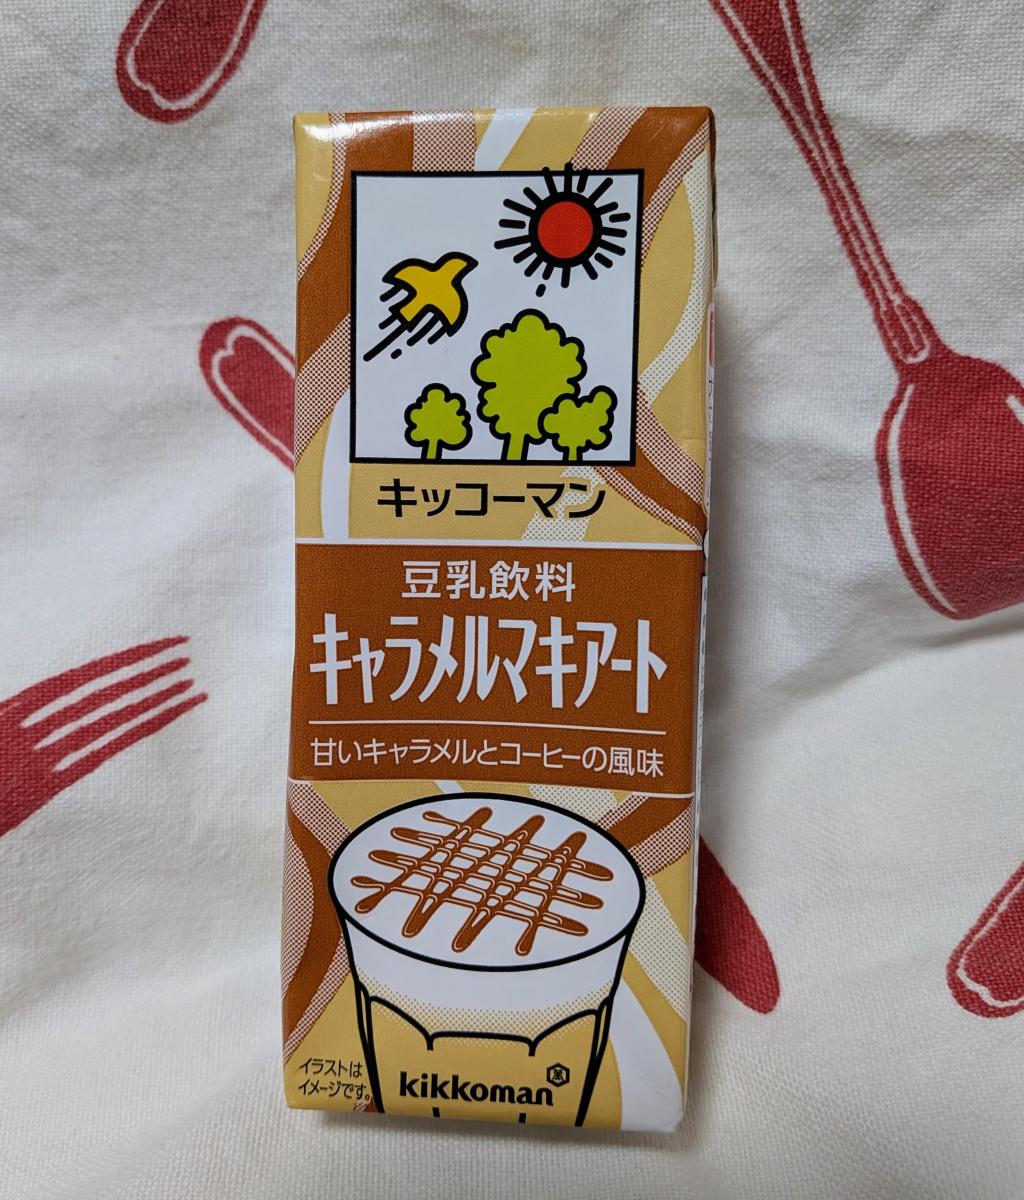 キッコーマン
豆乳飲料
キャラメルマキアート
甘いキャラメルとコーヒーの風味
イラストは
イメージです。
kikkoman